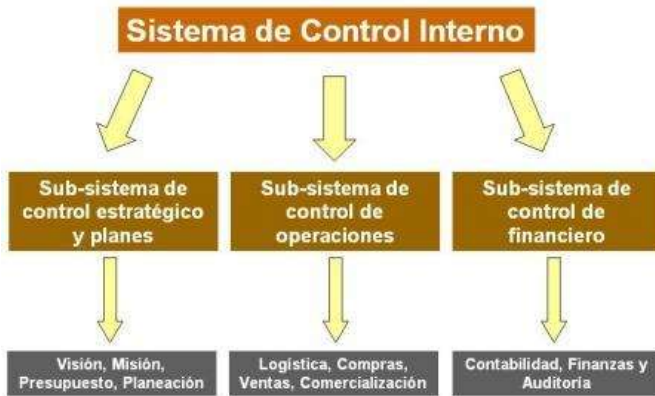 Sistema de Control Interno
Sub-sistema de
control estratégico
y planes
Sub-sistema de
control de
operaciones
Sub-sistema de
control de
financiero
Visión, Misión,
Presupuesto, Planeación
Logística, Compras,
Ventas, Comercialización
Contabilidad, Finanzas y
Auditoría